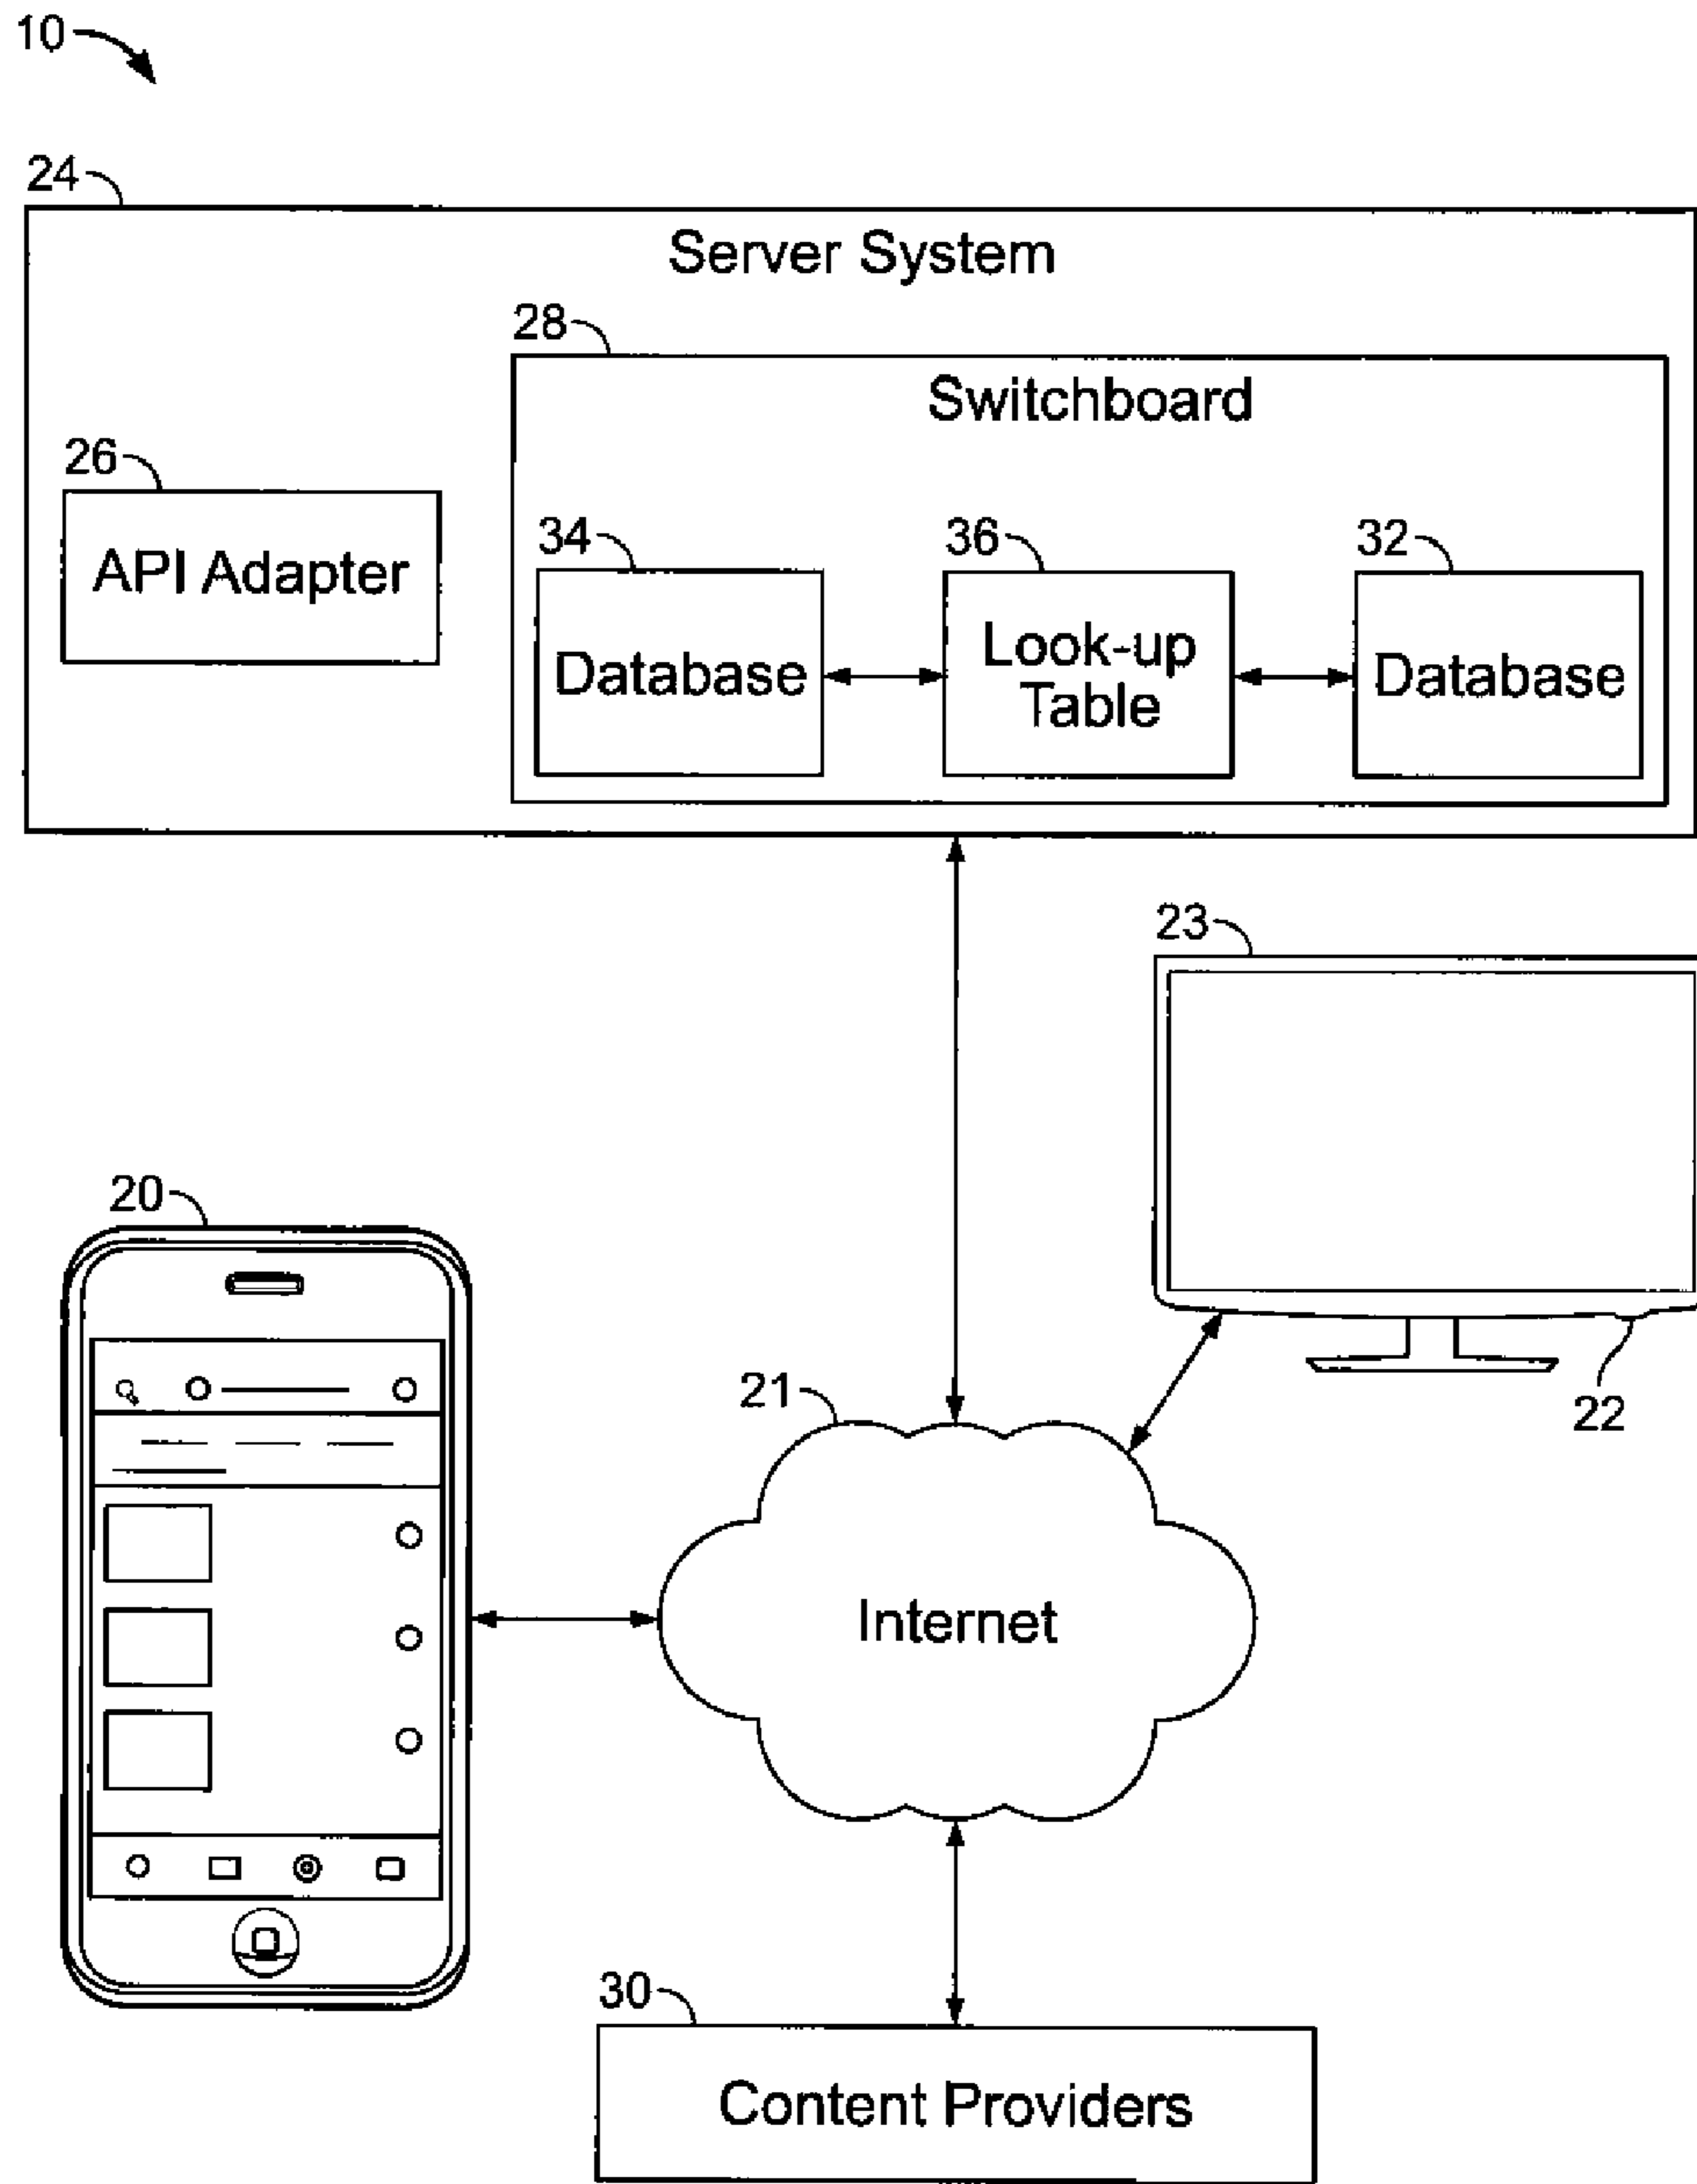 10
24
Server System
28
Switchboard
26
API Adapter
34
Database
36
Look-up
Table
32
Database
23
22
20
21
Internet
30
Content Providers